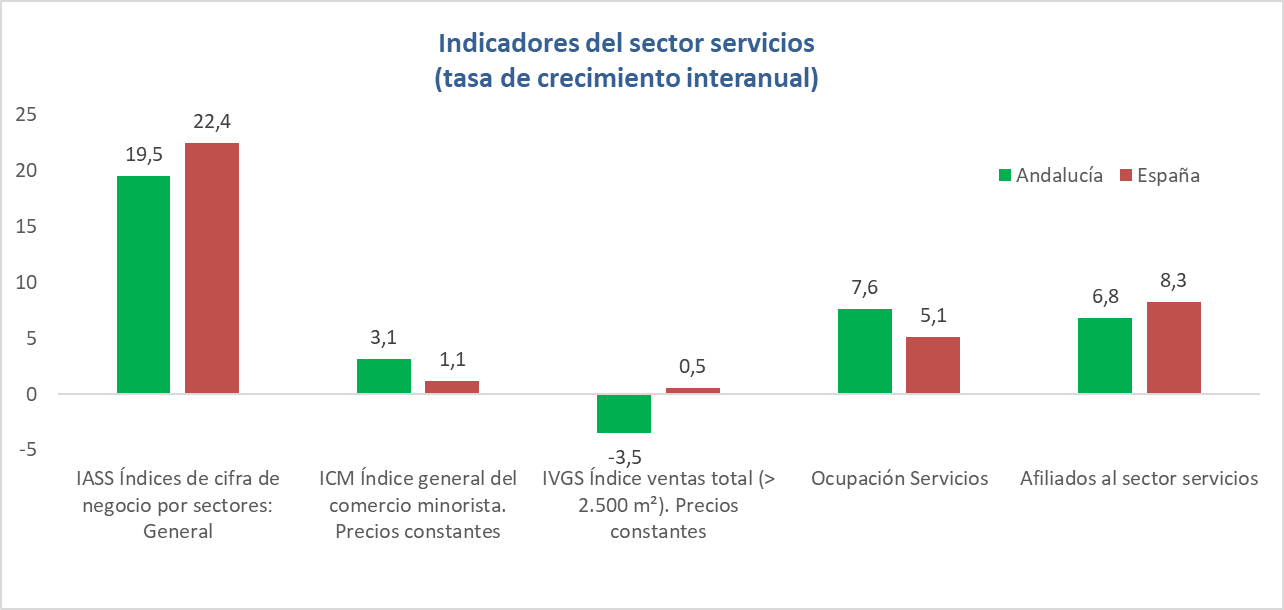 Indicadores del sector servicios
(tasa de crecimiento interanual)
25
20
15
10
5
0
-5
19,5
22,4
3,1
1,1
-3,5
0,5
7,6
5,1
6,8
8,3
Andalucía
España
IASS Índices de cifra de
negocio por sectores:
General
ICM Índice general del
comercio minorista.
Precios constantes
IVGS Índice ventas total (>
2.500 m²). Precios
constantes
Ocupación Servicios
Afiliados al sector servicios